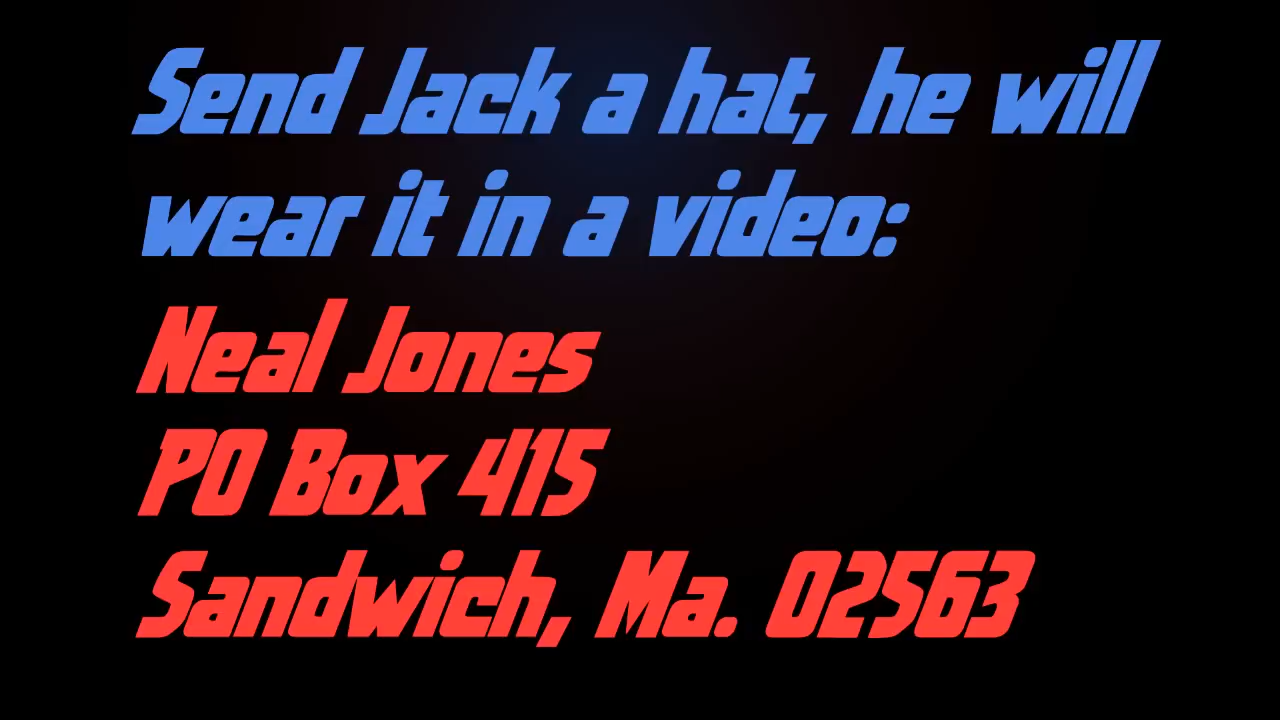 Send Jack a hat, he will
wear it in a video:
Neal Jones
PO Box 415
Sandwich, Ma. 02563